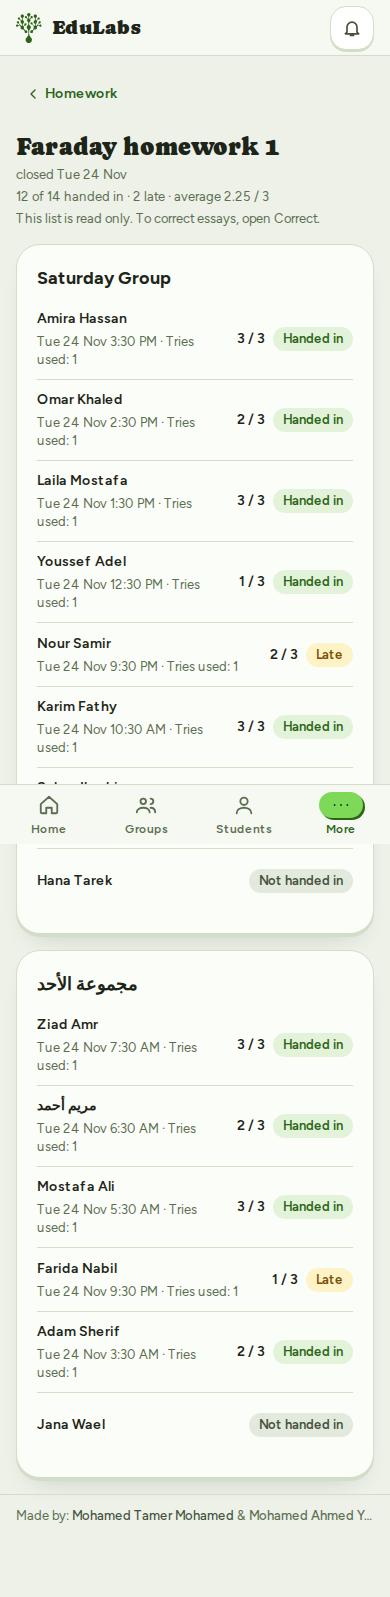 EduLabs
Homework
Faraday homework 1
closed Tue 24 Nov
12 of 14 handed in · 2 late · average 2.25 / 3
This list is read only. To correct essays, open Correct.
Saturday Group
Amira Hassan
Tue 24 Nov 3:30 PM · Tries
used: 1
3 / 3 Handed in
Omar Khaled
Tue 24 Nov 2:30 PM · Tries
used: 1
2 / 3 Handed in
Laila Mostafa
Tue 24 Nov 1:30 PM · Tries
used: 1
3 / 3 Handed in
Youssef Adel
Tue 24 Nov 12:30 PM · Tries
used: 1
1 / 3 Handed in
Nour Samir
Tue 24 Nov 9:30 PM · Tries used: 1
2 / 3 Late
Karim Fathy
Tue 24 Nov 10:30 AM · Tries
used: 1
3 / 3 Handed in
Home Groups Students More
Hana Tarek
Not handed in
مجموعة الأحد
Ziad Amr
Tue 24 Nov 7:30 AM · Tries
used: 1
3 / 3 Handed in
مريم أحمد
Tue 24 Nov 6:30 AM · Tries
used: 1
2 / 3 Handed in
Mostafa Ali
Tue 24 Nov 5:30 AM · Tries
used: 1
3 / 3 Handed in
Farida Nabil
Tue 24 Nov 9:30 PM · Tries used: 1
1 / 3 Late
Adam Sherif
Tue 24 Nov 3:30 AM · Tries
used: 1
2 / 3 Handed in
Jana Wael
Not handed in
Made by: Mohamed Tamer Mohamed & Mohamed Ahmed Y...